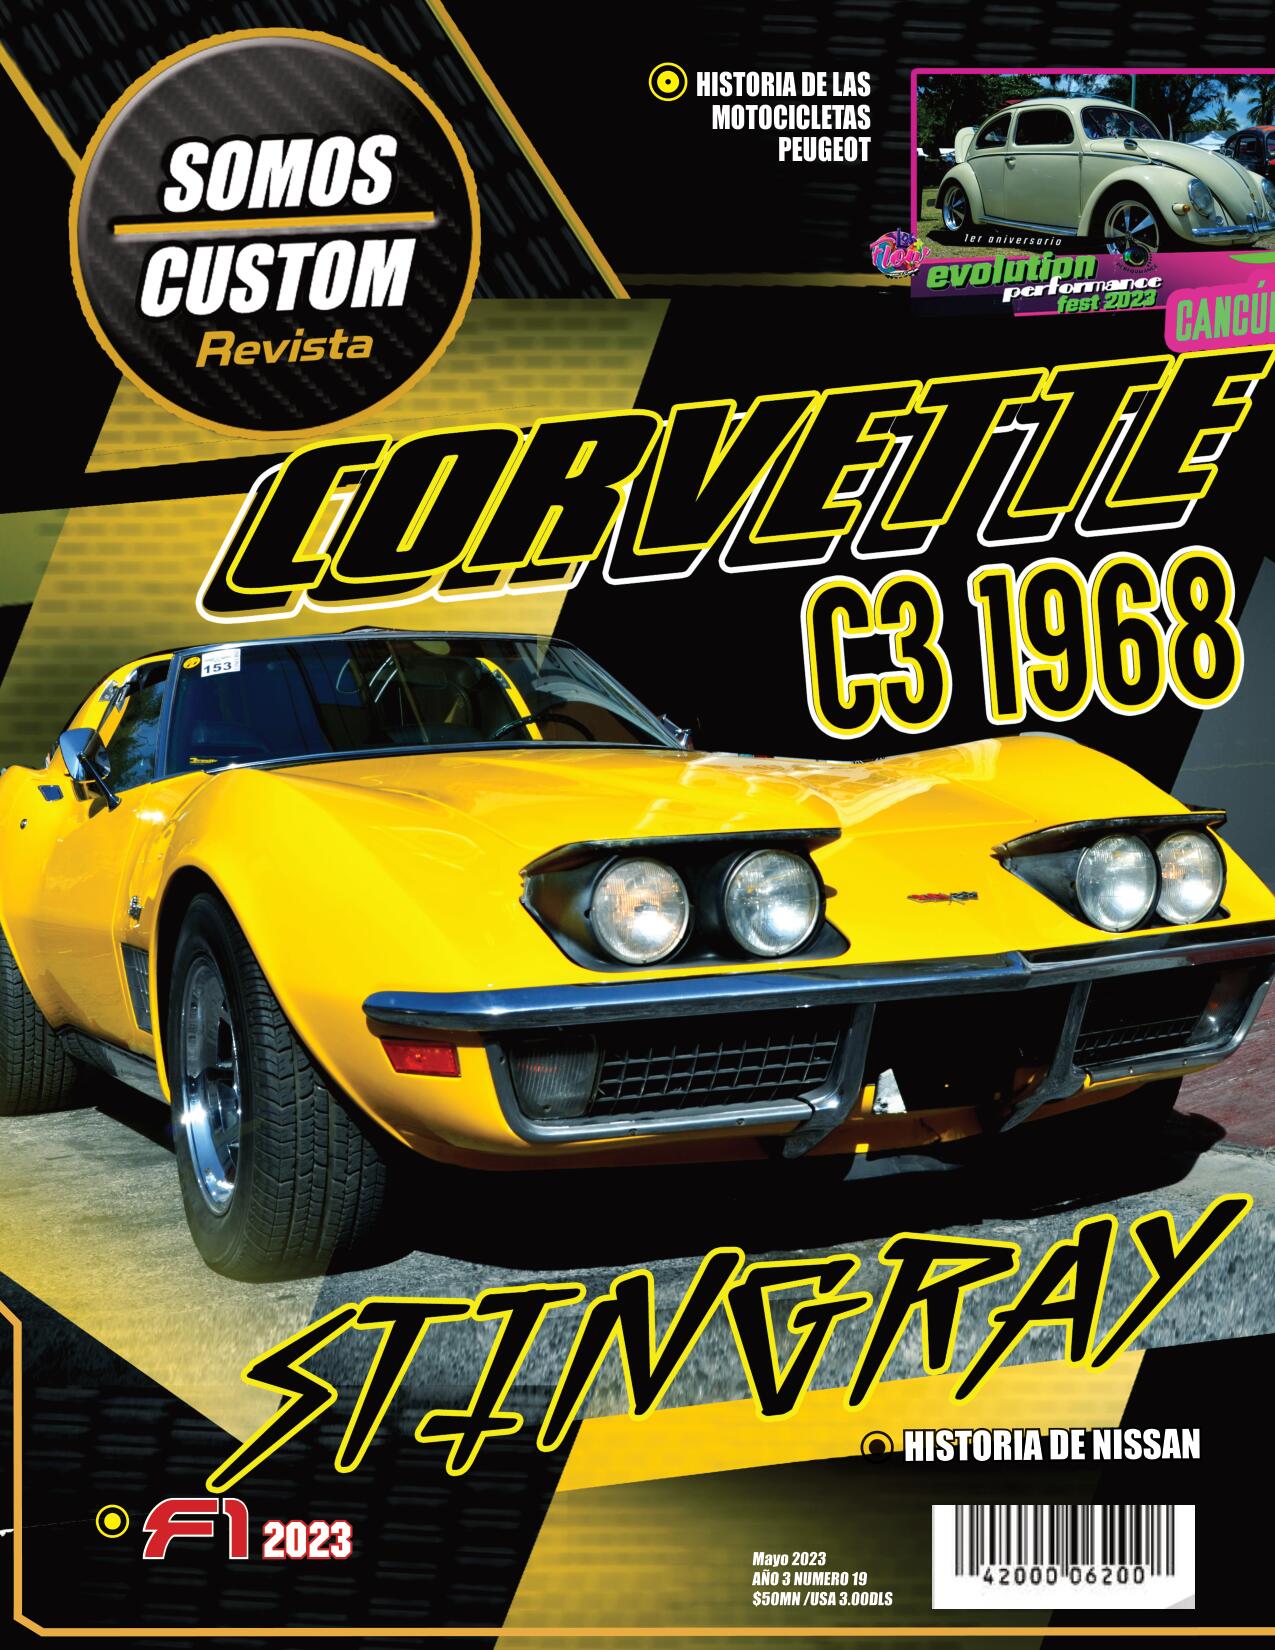 SOMOS
CUSTOM
Revista
HISTORIA DE LAS
MOTOCICLETAS
PEUGEOT
1er aniversario
evolution
performance
fest 2023
CORVETTE
C3 1968
153
STINGRAY
HISTORIA DE NISSAN
F1 2023
Mayo 2023
AÑO 3 NUMERO 19
$50MN /USA 3.00DLS
42000 06200